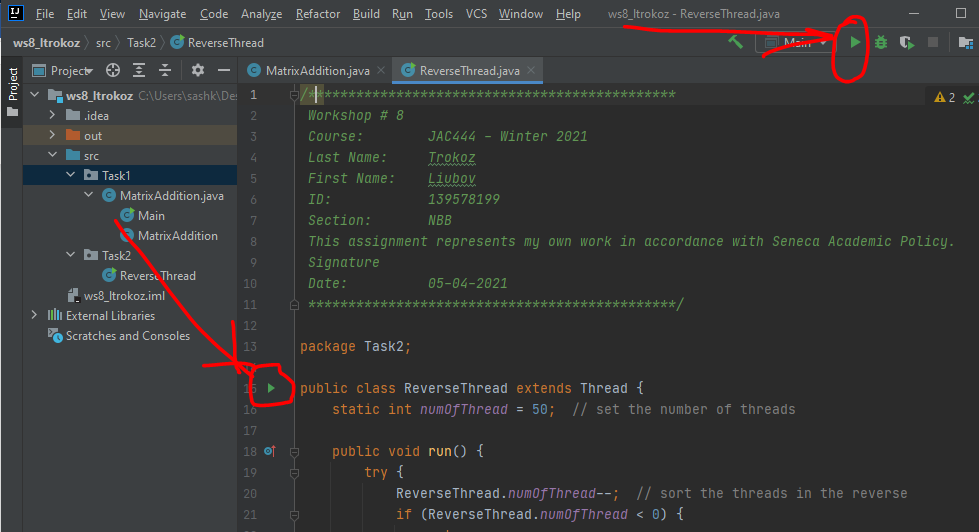 File Edit View Navigate Code Analyze Refactor Build Run Tools VCS Window Help ws8_ltrokoz - ReverseThread.java
ws8_ltrokoz src Task2 ReverseThread Main
Project
Project
MatrixAddition.java ReverseThread.java
ws8_ltrokoz C:\Users\sashk\De
.idea
out
src
Task1
MatrixAddition.java
Main
MatrixAddition
Task2
ReverseThread
ws8_ltrokoz.iml
External Libraries
Scratches and Consoles
2
1 /**********************************************
2 Workshop # 8
3 Course: JAC444 - Winter 2021
4 Last Name: Trokoz
5 First Name: Liubov
6 ID: 139578199
7 Section: NBB
8 This assignment represents my own work in accordance with Seneca Academic Policy.
9 Signature
10 Date: 05-04-2021
11 **********************************************/
12
13 package Task2;
14
15 public class ReverseThread extends Thread {
16 static int numOfThread = 50; // set the number of threads
17
18 public void run() {
19 try {
20 ReverseThread.numOfThread--; // sort the threads in the reverse
21 if (ReverseThread.numOfThread < 0) {